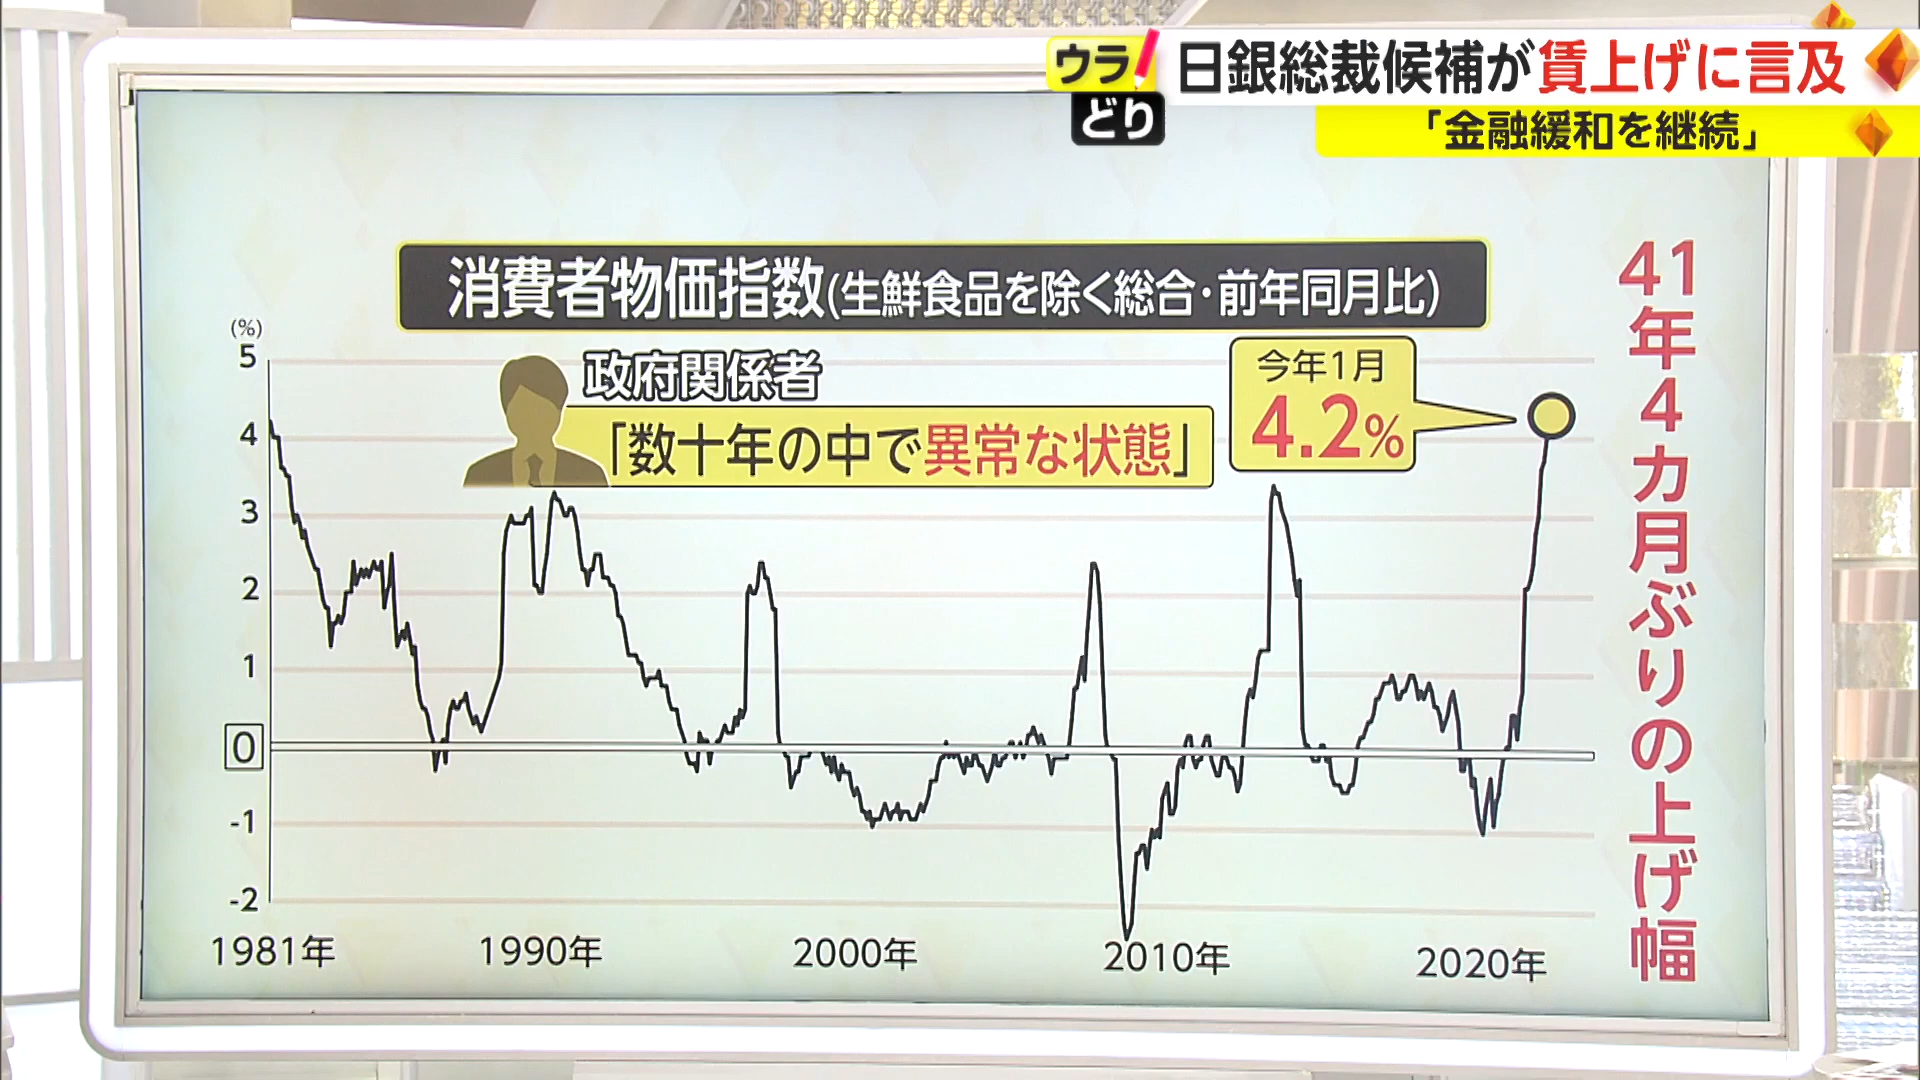 ウラ!
どり
日銀総裁候補が賃上げに言及
「金融緩和を継続」
消費者物価指数(生鮮食品を除く総合・前年同月比)
41年4カ月ぶりの上げ幅
(%)
政府関係者
「数十年の中で異常な状態」
今年1月
4.2%
5
4
3
2
1
0
-1
-2
1981年
1990年
2000年
2010年
2020年